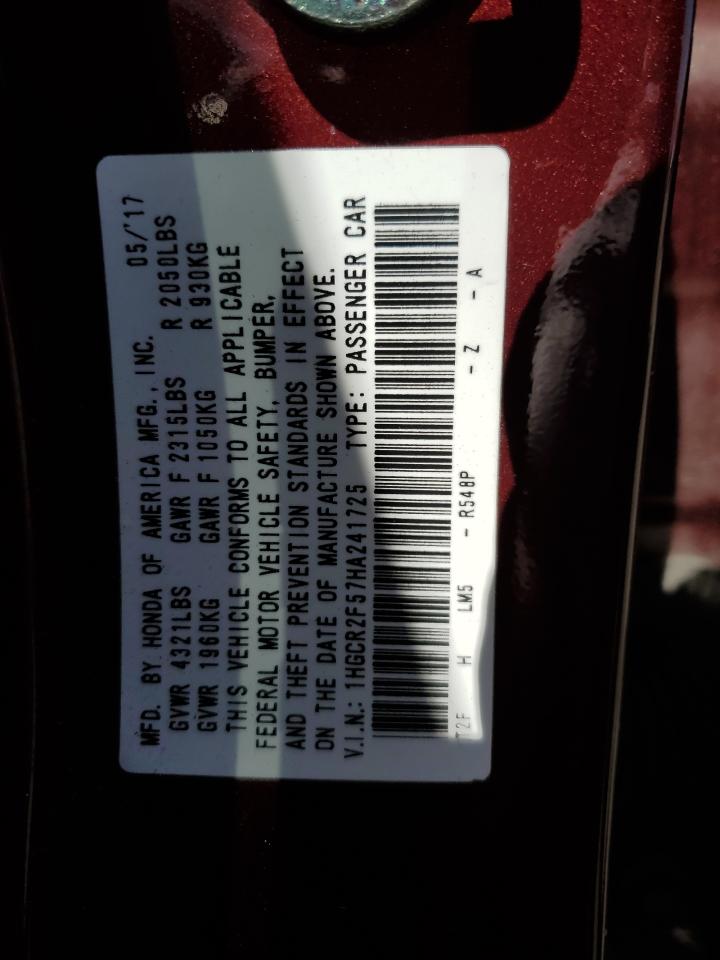 MFD. BY HONDA OF AMERICA MFG., INC. 05/'17
GVWR 4321LBS GAWR F 2315LBS R 2050LBS
GVWR 1960KG GAWR F 1050KG R 930KG
THIS VEHICLE CONFORMS TO ALL APPLICABLE
FEDERAL MOTOR VEHICLE SAFETY, BUMPER,
AND THEFT PREVENTION STANDARDS IN EFFECT
ON THE DATE OF MANUFACTURE SHOWN ABOVE.
V.I.N.: 1HGCR2F57HA241725 TYPE: PASSENGER CAR
T2F H LM5 - R548P - Z - A